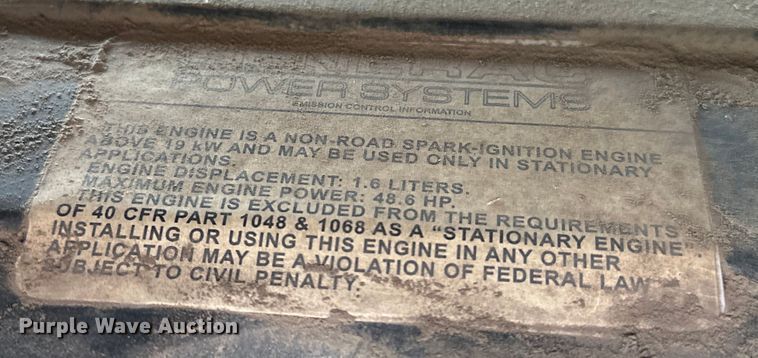 GENERAC
POWER SYSTEMS
EMISSION CONTROL INFORMATION
THIS ENGINE IS A NON-ROAD SPARK-IGNITION ENGINE
ABOVE 19 kW AND MAY BE USED ONLY IN STATIONARY
APPLICATIONS.
ENGINE DISPLACEMENT: 1.6 LITERS.
MAXIMUM ENGINE POWER: 48.6 HP.
THIS ENGINE IS EXCLUDED FROM THE REQUIREMENTS
OF 40 CFR PART 1048 & 1068 AS A "STATIONARY ENGINE".
INSTALLING OR USING THIS ENGINE IN ANY OTHER
APPLICATION MAY BE A VIOLATION OF FEDERAL LAW
SUBJECT TO CIVIL PENALTY.
Purple Wave Auction